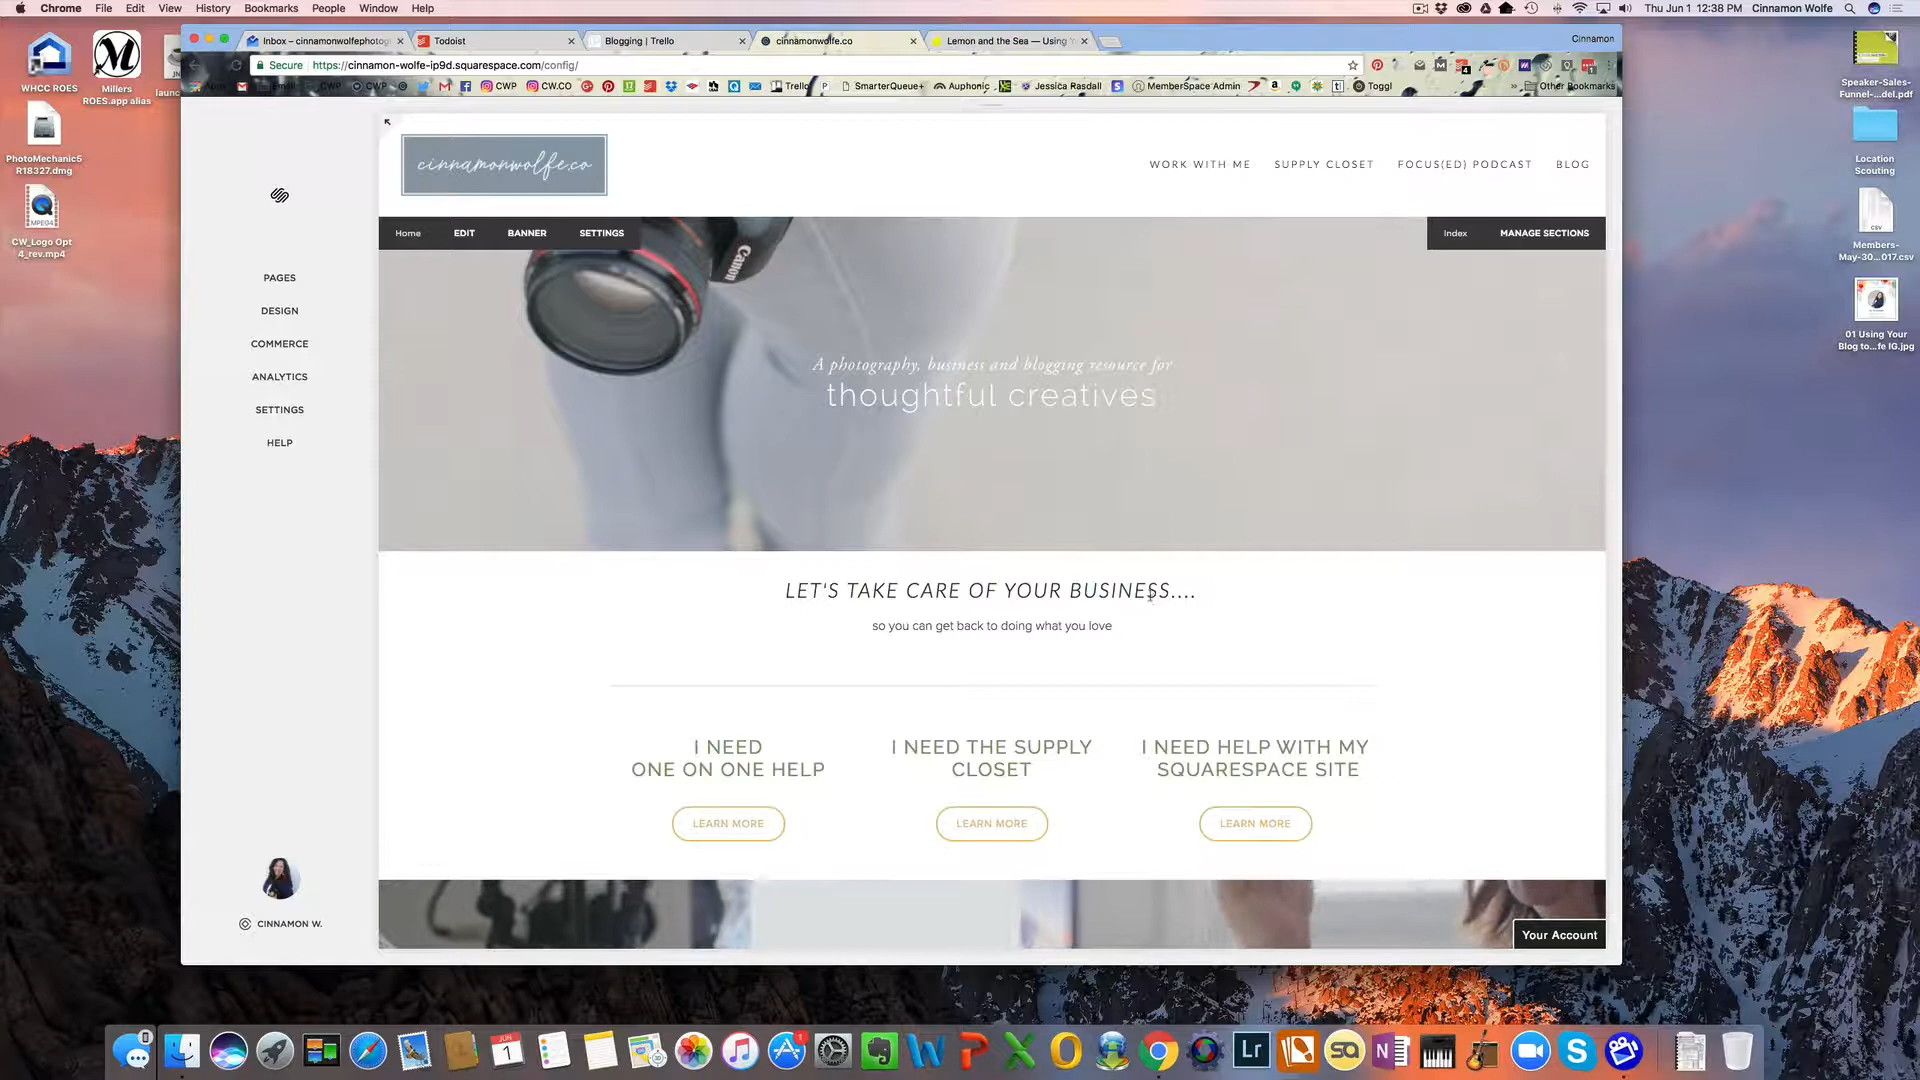 Chrome File Edit View History Bookmarks People Window Help
Thu Jun 1 12:38 PM Cinnamon Wolfe
Inbox – cinnamonwolfephotog
Todoist
Blogging | Trello
cinnamonwolfe.co
Lemon and the Sea — Using
Cinnamon
Secure https://cinnamon-wolfe-ip9d.squarespace.com/config/
CWP CWP CW.CO Trello SmarterQueue+ Auphonic Jessica Rasdall MemberSpace Admin Toggl » Other Bookmarks
WHCC ROES
Millers
ROES.app alias
PhotoMechanic5
R18327.dmg
CW_Logo Opt
4_rev.mp4
MPEG4
Speaker-Sales-
Funnel-...del.pdf
Location
Scouting
CSV
Members-
May-30...017.csv
01 Using Your
Blog to...fe IG.jpg
PAGES
DESIGN
COMMERCE
ANALYTICS
SETTINGS
HELP
CINNAMON W.
cinnamonwolfe.co
WORK WITH ME SUPPLY CLOSET FOCUS(ED) PODCAST BLOG
Home EDIT BANNER SETTINGS
Index MANAGE SECTIONS
Canon
A photography, business and blogging resource for
thoughtful creatives
LET'S TAKE CARE OF YOUR BUSINESS....
so you can get back to doing what you love
I NEED
ONE ON ONE HELP
LEARN MORE
I NEED THE SUPPLY
CLOSET
LEARN MORE
I NEED HELP WITH MY
SQUARESPACE SITE
LEARN MORE
Your Account
JUN
1
Lr